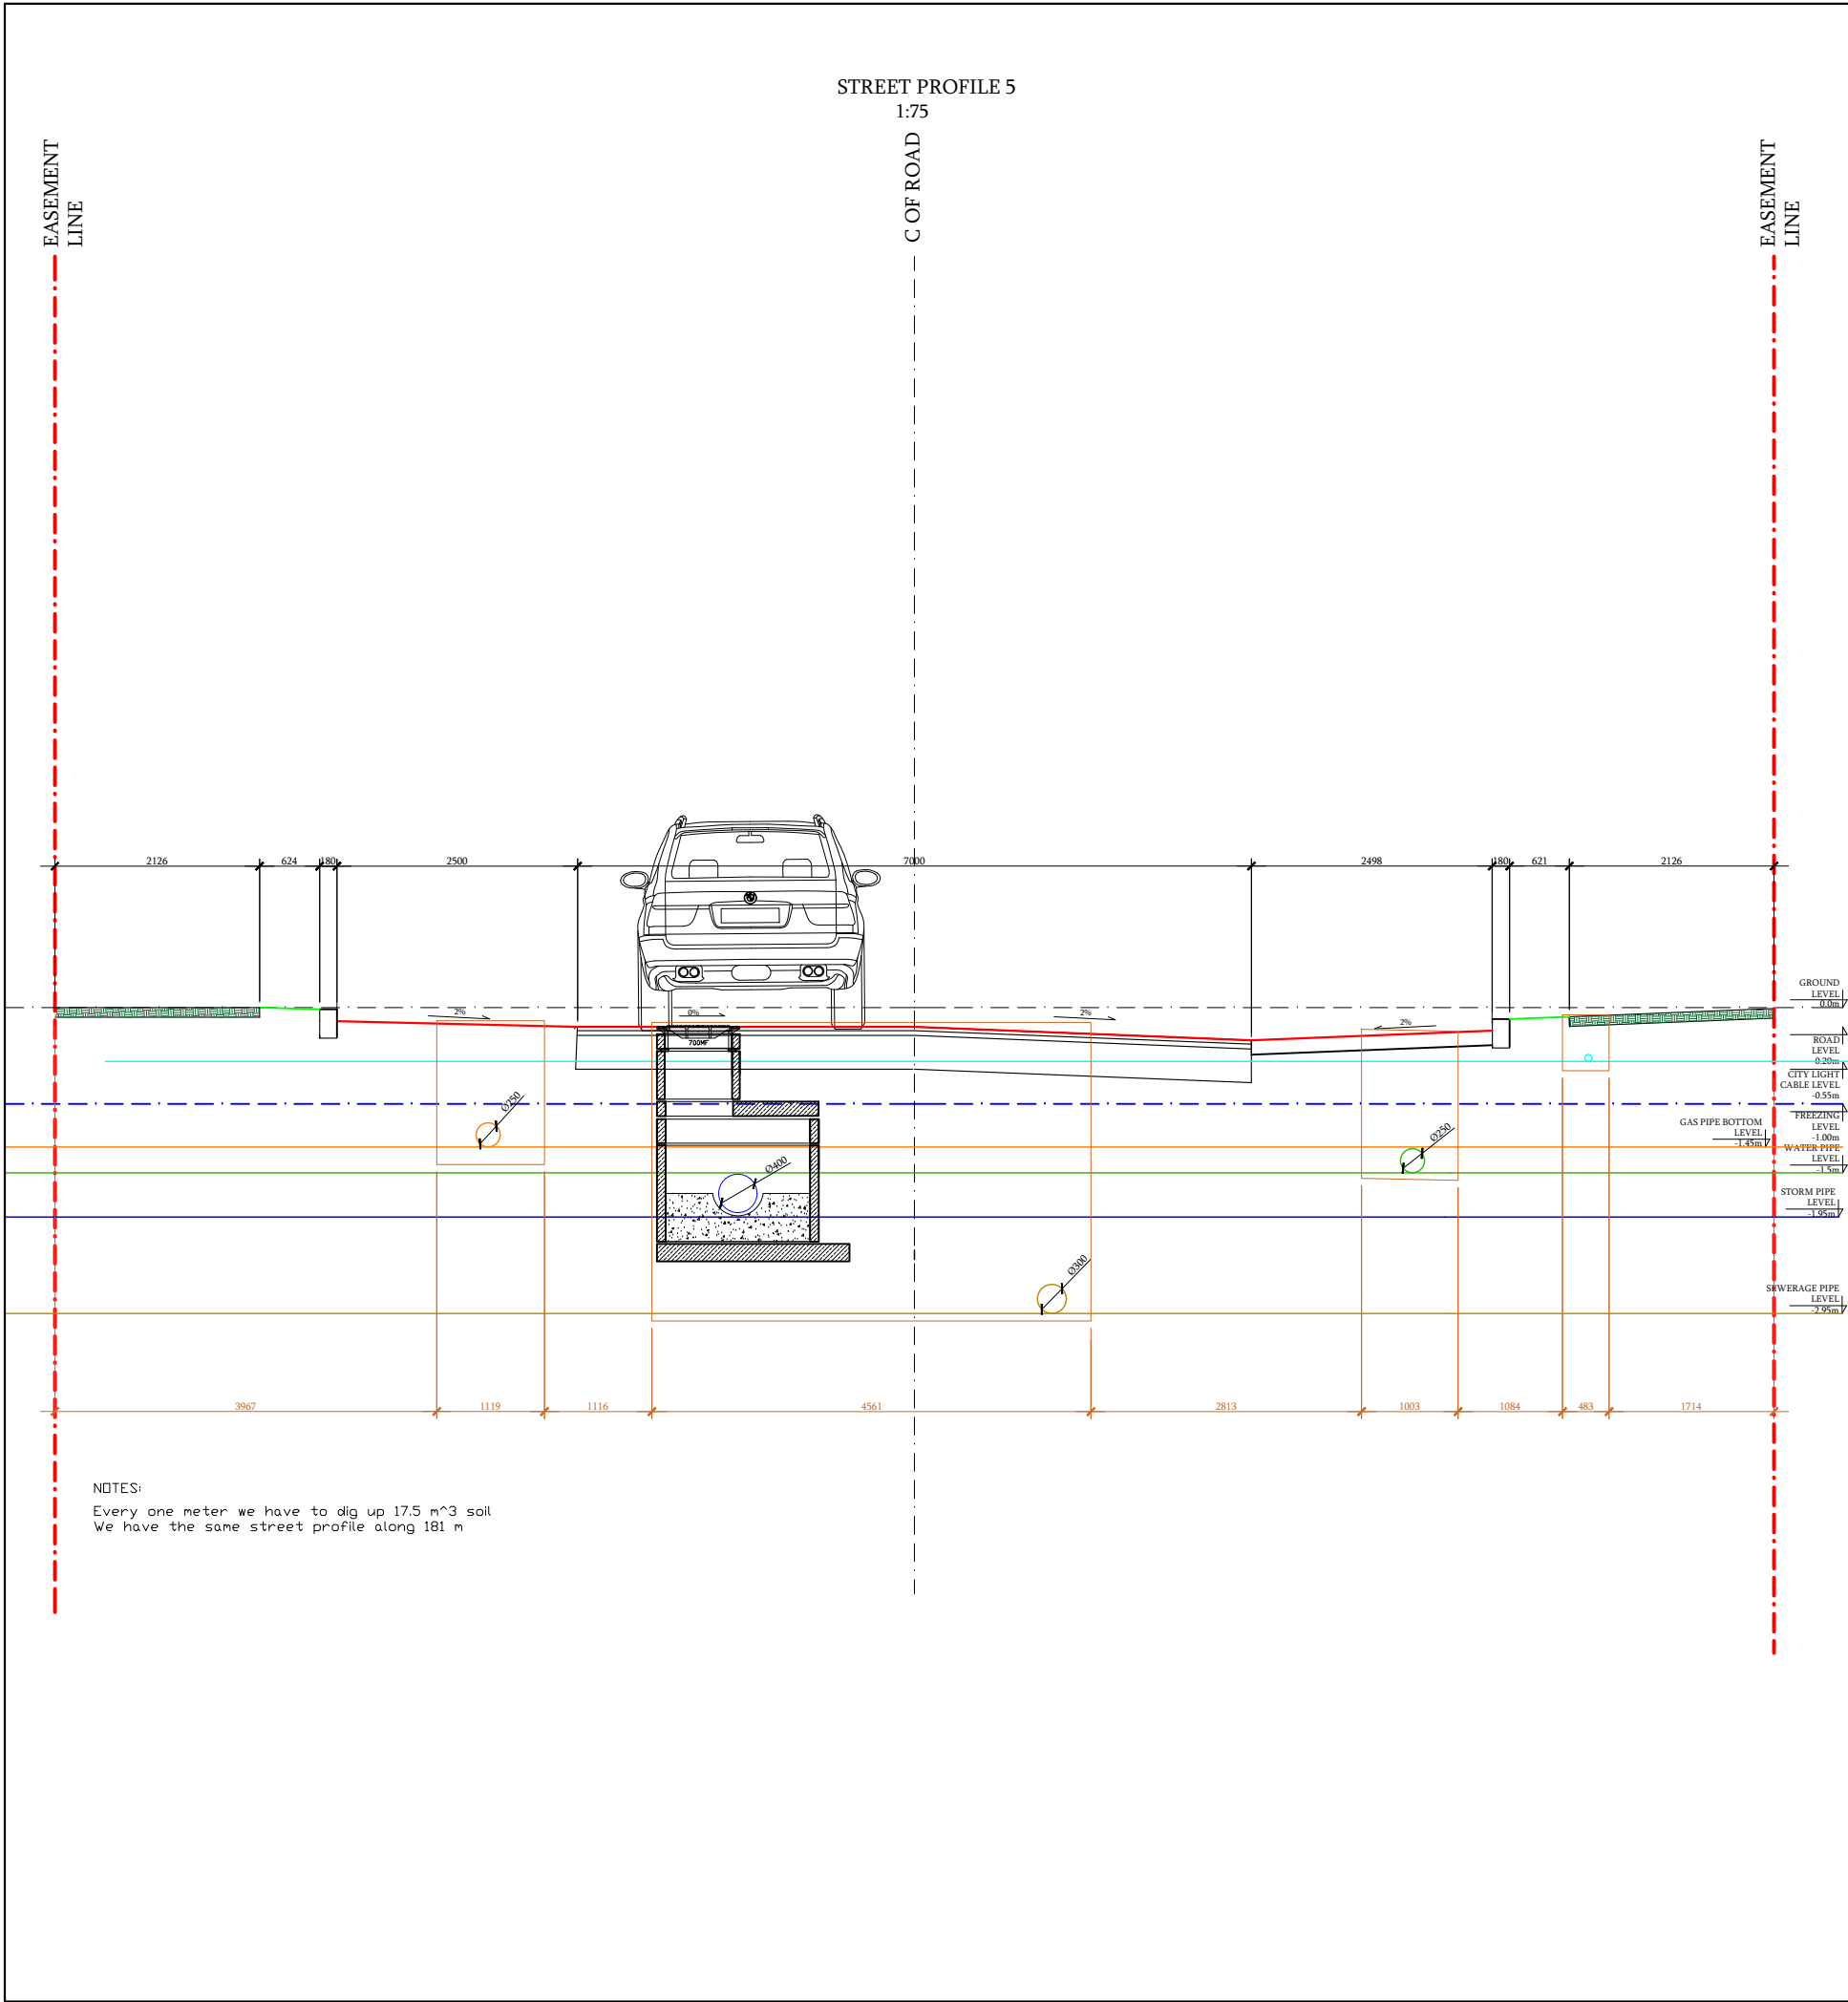 STREET PROFILE 5
1:75
EASEMENT
LINE
C OF ROAD
EASEMENT
LINE
2126
624
180
2500
7000
2498
180
621
2126
GROUND
LEVEL
0.0m
2%
0%
2%
2%
700MF
ROAD
LEVEL
-0.20m
CITY LIGHT
CABLE LEVEL
-0.55m
FREEZING
LEVEL
-1.00m
GAS PIPE BOTTOM
LEVEL
-1.45m
WATER PIPE
LEVEL
-1.5m
Ø250
Ø250
Ø400
STORM PIPE
LEVEL
-1.95m
Ø300
SEWERAGE PIPE
LEVEL
-2.95m
3967
1119
1116
4561
2813
1003
1084
483
1714
NOTES:
Every one meter we have to dig up 17.5 m^3 soil
We have the same street profile along 181 m